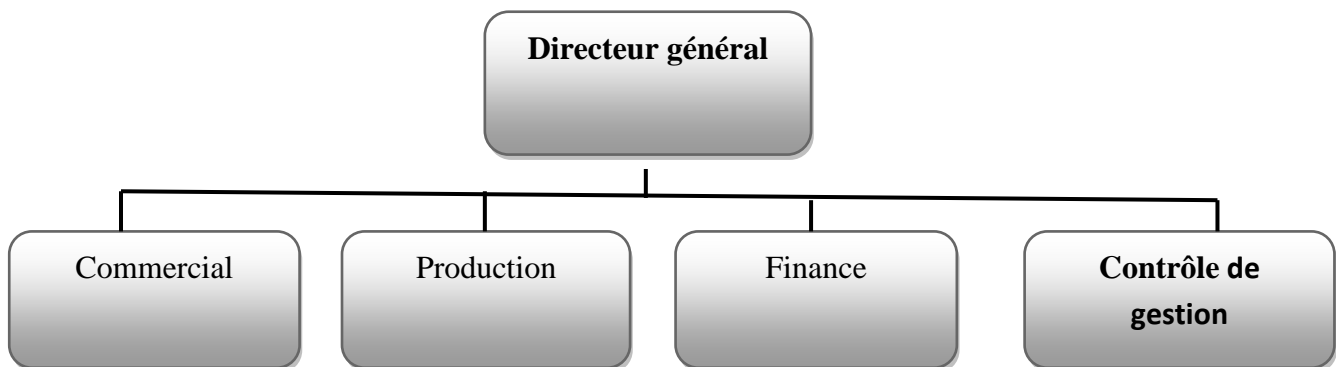 Directeur général
Commercial
Production
Finance
Contrôle de
gestion